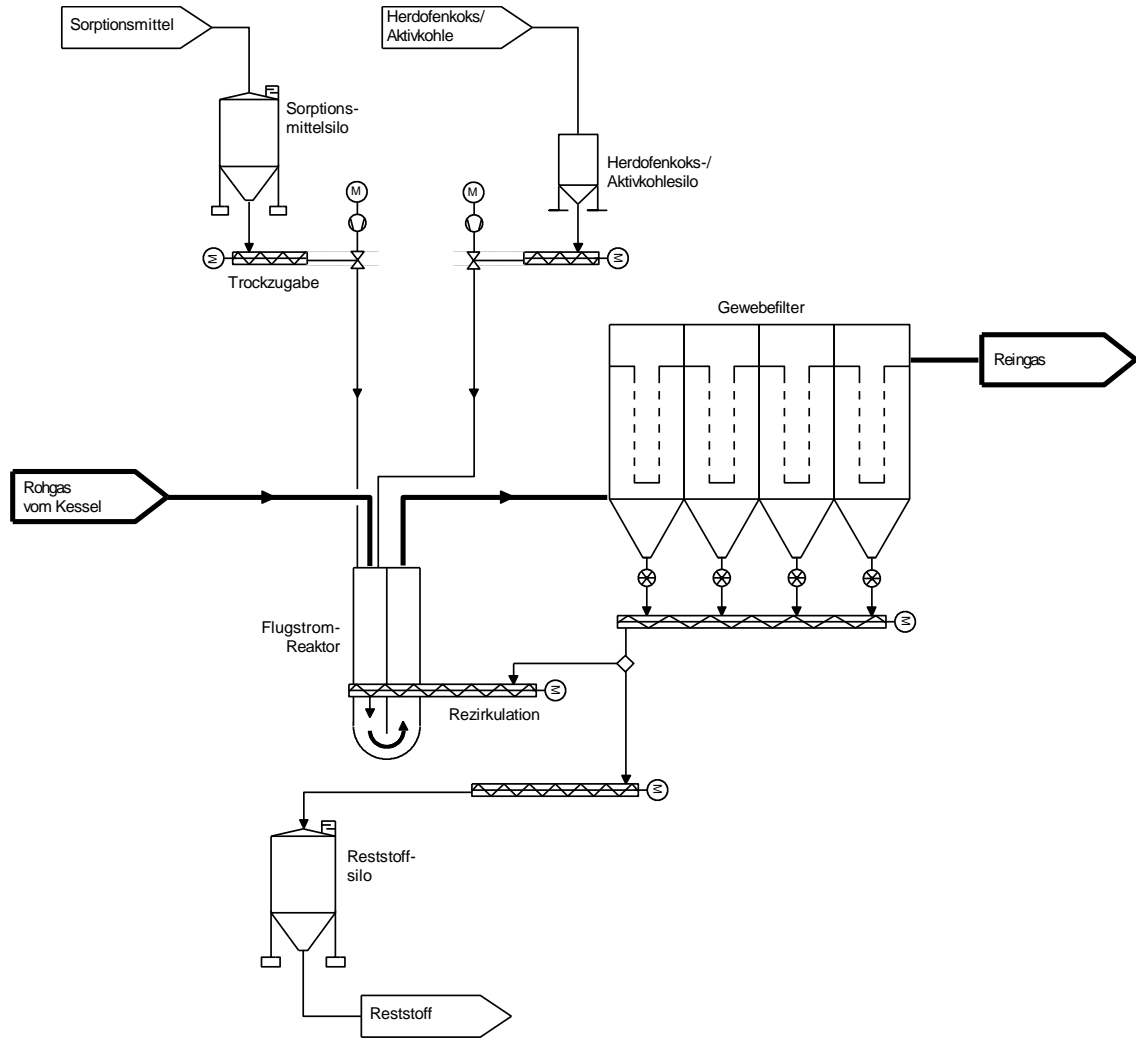 Sorptionsmittel
Herdofenkoks/
Aktivkohle
Sorptions-
mittelsilo
Herdofenkoks-/
Aktivkohlesilo
M
M
M
M
Trockzugabe
Gewebefilter
Reingas
Rohgas
vom Kessel
M
Flugstrom-
Reaktor
M
Rezirkulation
M
Reststoff-
silo
Reststoff